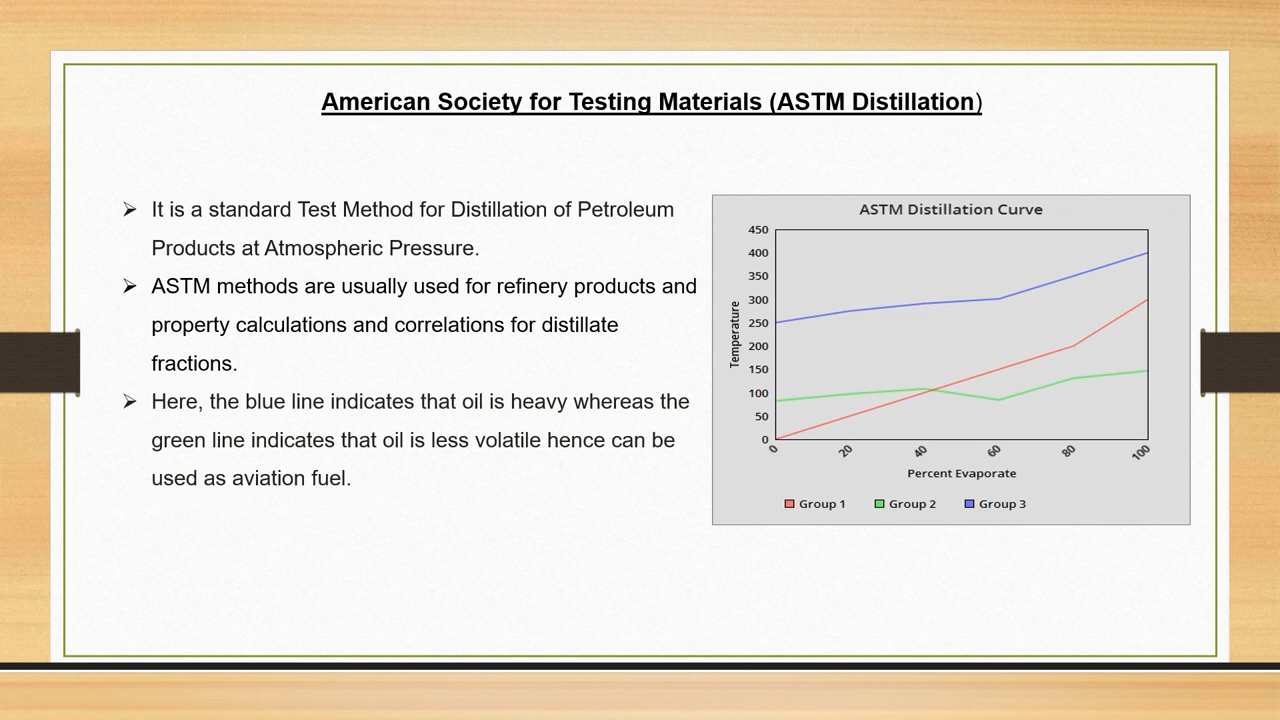 American Society for Testing Materials (ASTM Distillation)
➢ It is a standard Test Method for Distillation of Petroleum
Products at Atmospheric Pressure.
➢ ASTM methods are usually used for refinery products and
property calculations and correlations for distillate
fractions.
➢ Here, the blue line indicates that oil is heavy whereas the
green line indicates that oil is less volatile hence can be
used as aviation fuel.
ASTM Distillation Curve
450
400
350
300
250
200
150
100
50
0
Temperature
0 20 40 60 80 100
Percent Evaporate
Group 1 Group 2 Group 3